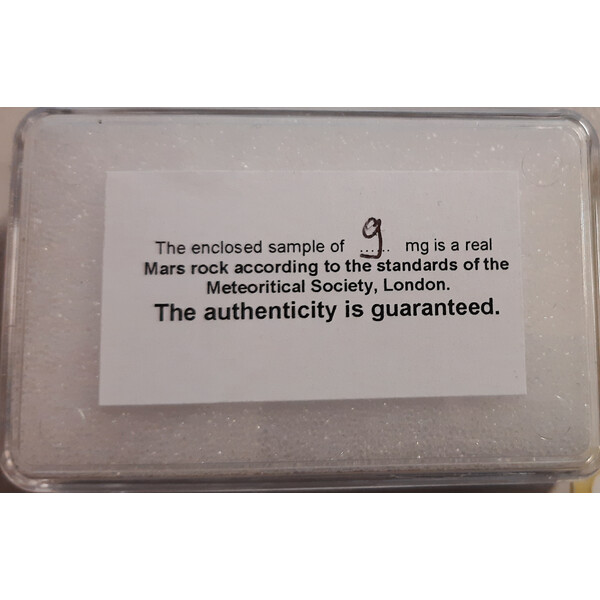 The enclosed sample of 9 mg is a real
Mars rock according to the standards of the
Meteoritical Society, London.
The authenticity is guaranteed.